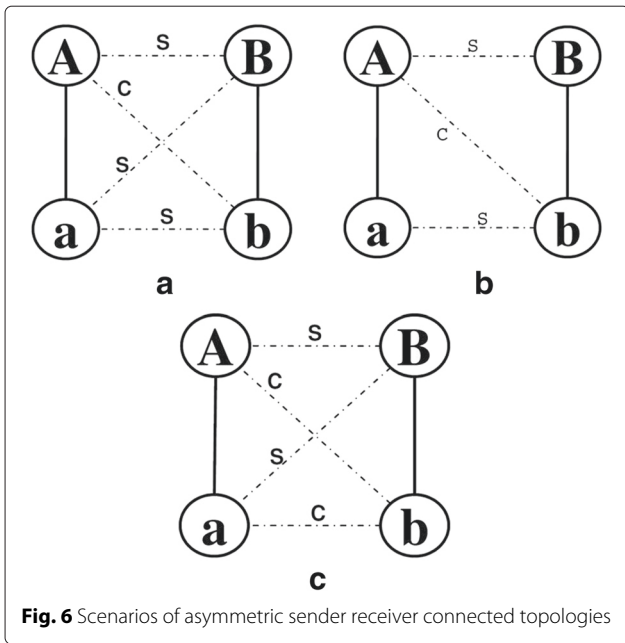 A S B A S B
C
C
S
a S b a S b
a b
A S B
C
S
a C b
c
Fig. 6 Scenarios of asymmetric sender receiver connected topologies